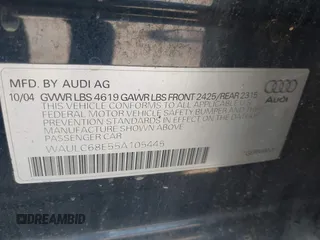 MFD. BY AUDI AG
10/04 GVWR LBS 4619 GAWR LBS FRONT 2425/REAR 2315
THIS VEHICLE CONFORMS TO ALL APPLICABLE
FEDERAL MOTOR VEHICLE SAFETY, BUMPER AND
THEFT PREVENTION STANDARDS IN EFFECT
ON THE DATE OF MANUFACTURE SHOWN ABOVE.
PASSENGER CAR
WAULC68E55A105445
Audi
DREAMBID